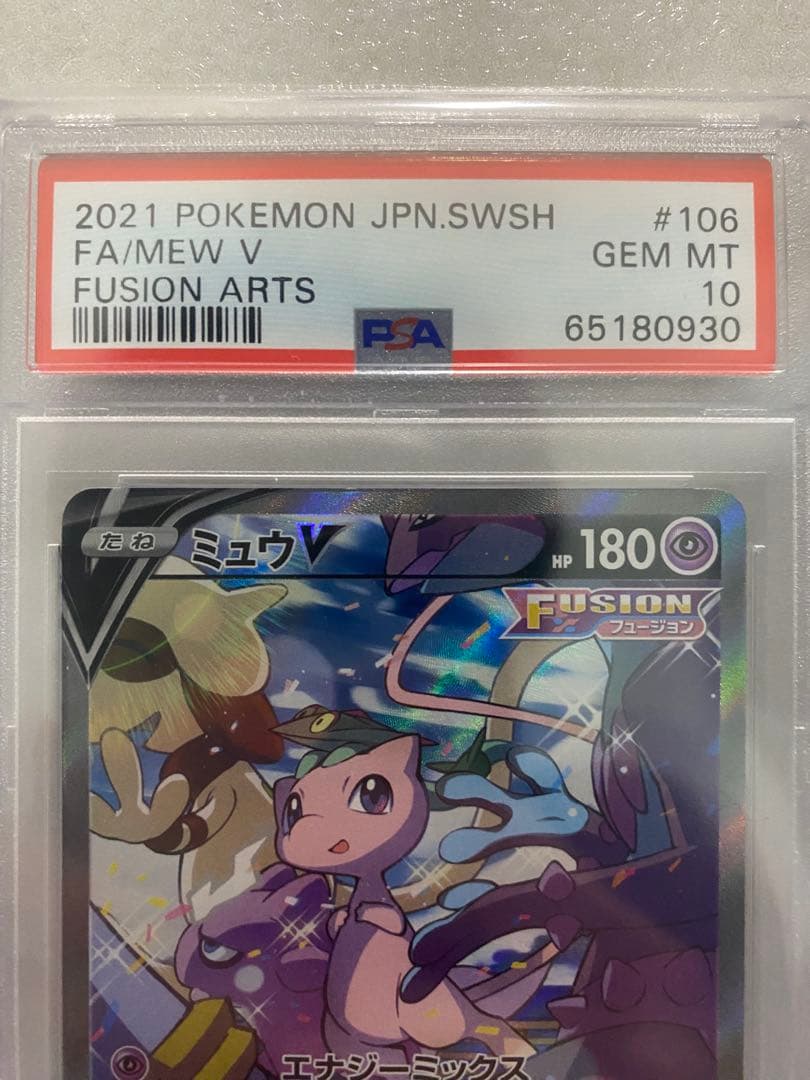 2021 POKEMON JPN.SWSH #106
FA/MEW V GEM MT
FUSION ARTS 10
PSA 65180930
たね ミュウV HP 180
FUSION
フュージョン
エナジーミックス